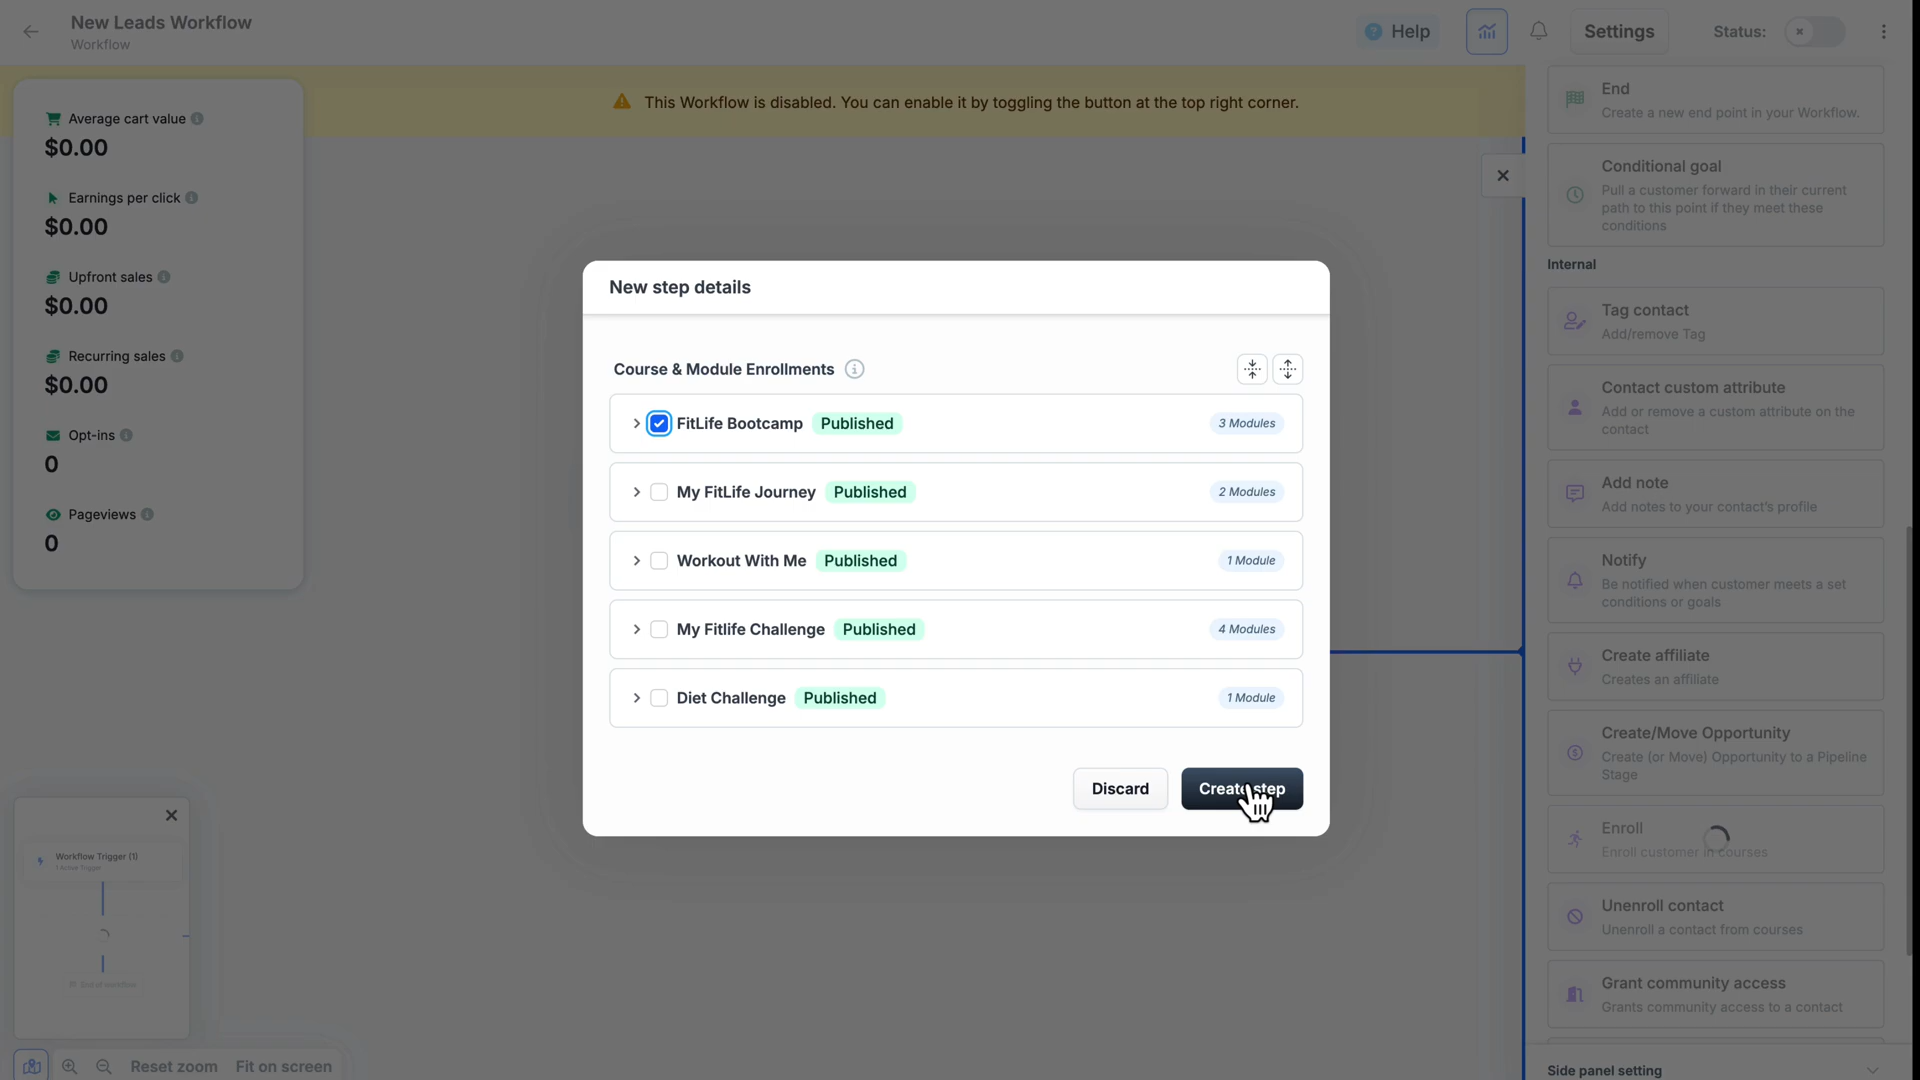 New Leads Workflow
Workflow
Help
Settings
Status:
This Workflow is disabled. You can enable it by toggling the button at the top right corner.
Average cart value
$0.00
Earnings per click
$0.00
Upfront sales
$0.00
Recurring sales
$0.00
Opt-ins
0
Pageviews
0
New step details
Course & Module Enrollments
FitLife Bootcamp Published 3 Modules
My FitLife Journey Published 2 Modules
Workout With Me Published 1 Module
My Fitlife Challenge Published 4 Modules
Diet Challenge Published 1 Module
Discard
Create step
End
Create a new end point in your Workflow.
Conditional goal
Pull a customer forward in their current
path to this point if they meet these
conditions
Internal
Tag contact
Add/remove Tag
Contact custom attribute
Add or remove a custom attribute on the
contact
Add note
Add notes to your contact's profile
Notify
Be notified when customer meets a set
conditions or goals
Create affiliate
Creates an affiliate
Create/Move Opportunity
Create (or Move) Opportunity to a Pipeline
Stage
Enroll
Enroll customer in courses
Unenroll contact
Unenroll a contact from courses
Grant community access
Grants community access to a contact
Side panel setting
Workflow Trigger (1)
1 Active Trigger
End of workflow
Reset zoom
Fit on screen